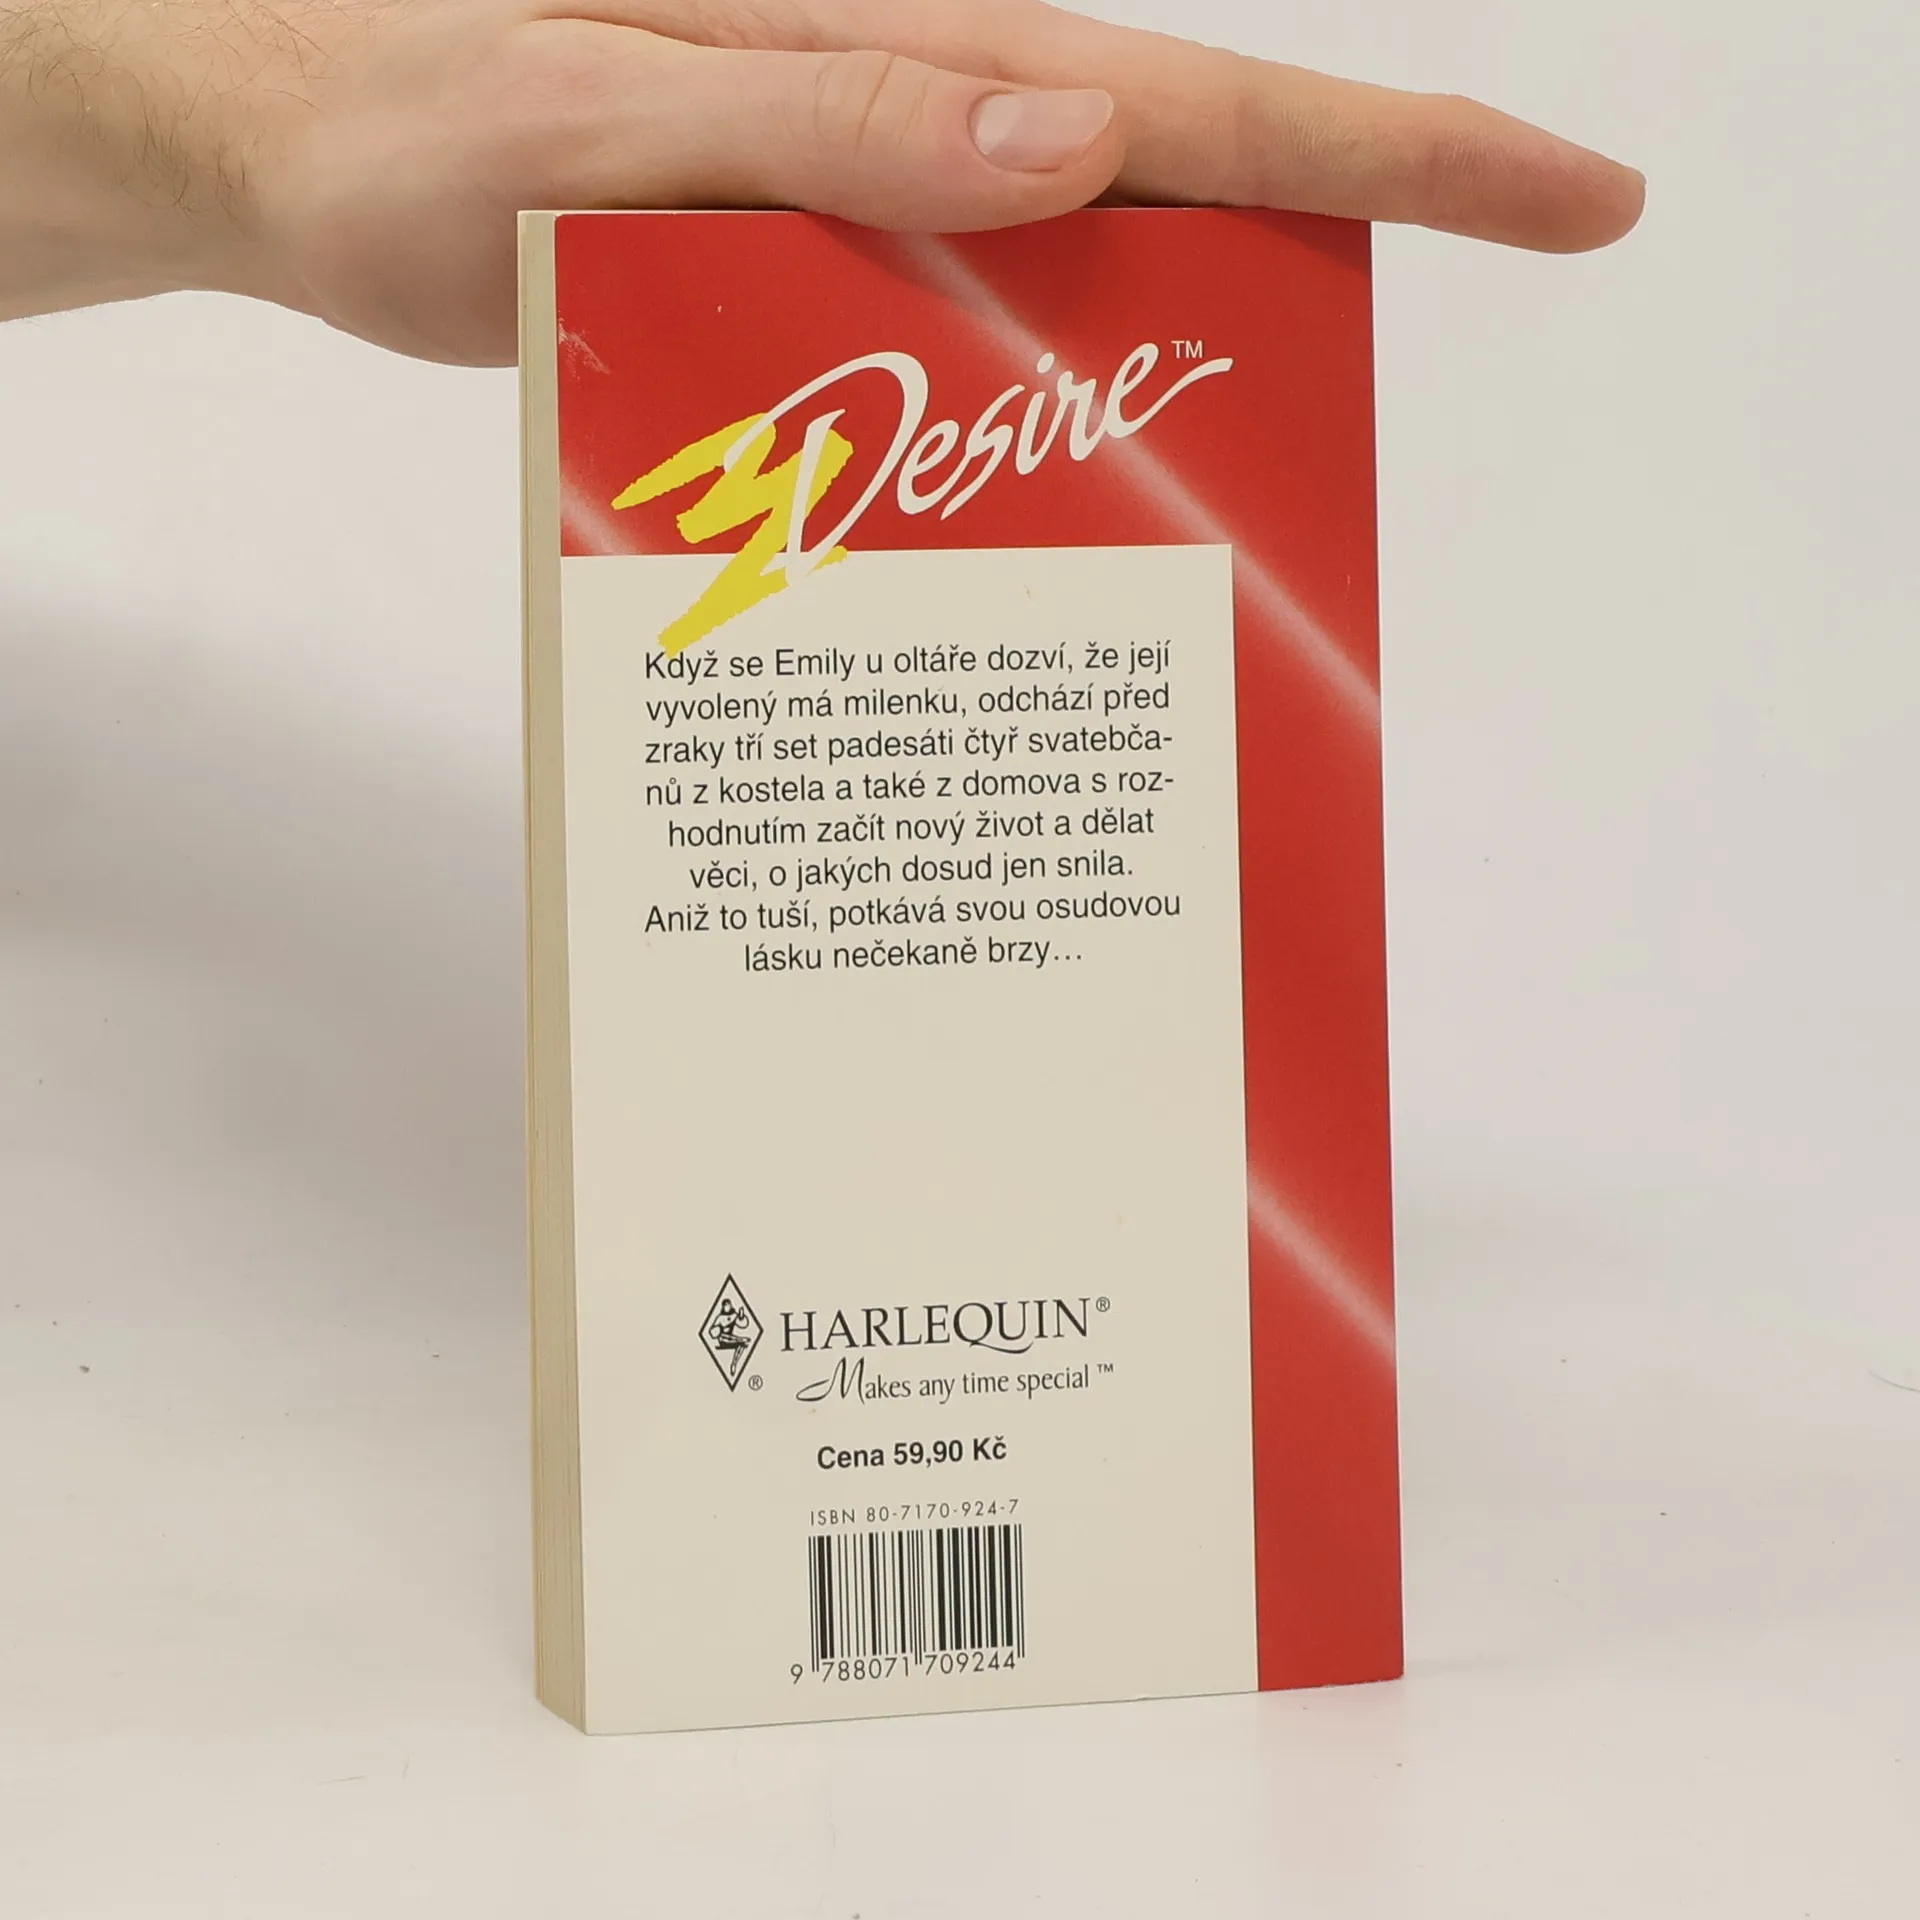 Desire™
Když se Emily u oltáře dozví, že její
vyvolený má milenku, odchází před
zraky tří set padesáti čtyř svatebča-
nů z kostela a také z domova s roz-
hodnutím začít nový život a dělat
věci, o jakých dosud jen snila.
Aniž to tuší, potkává svou osudovou
lásku nečekaně brzy...
HARLEQUIN®
®
Makes any time special™
Cena 59,90 Kč
ISBN 80-7170-924-7
9 788071 709244